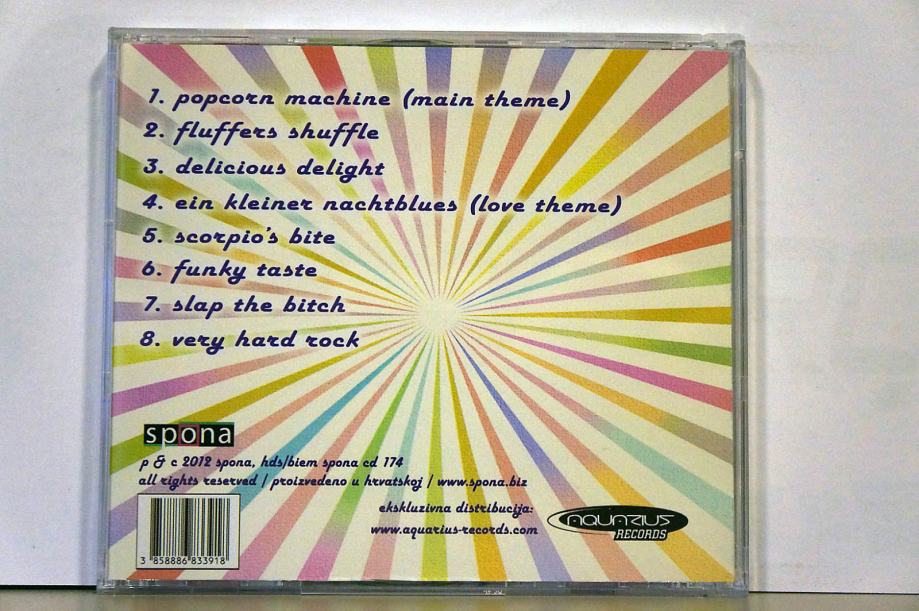 1. popcorn machine (main theme)
2. fluffers shuffle
3. delicious delight
4. ein kleiner nachtblues (love theme)
5. scorpio's bite
6. funky taste
7. slap the bitch
8. very hard rock
spona
p & c 2012 spona, hds/biem spona cd 174
all rights reserved / proizvedeno u hrvatskoj / www.spona.biz
ekskluzivna distribucija:
www.aquarius-records.com
AQUARIUS
RECORDS
3 858886 833918